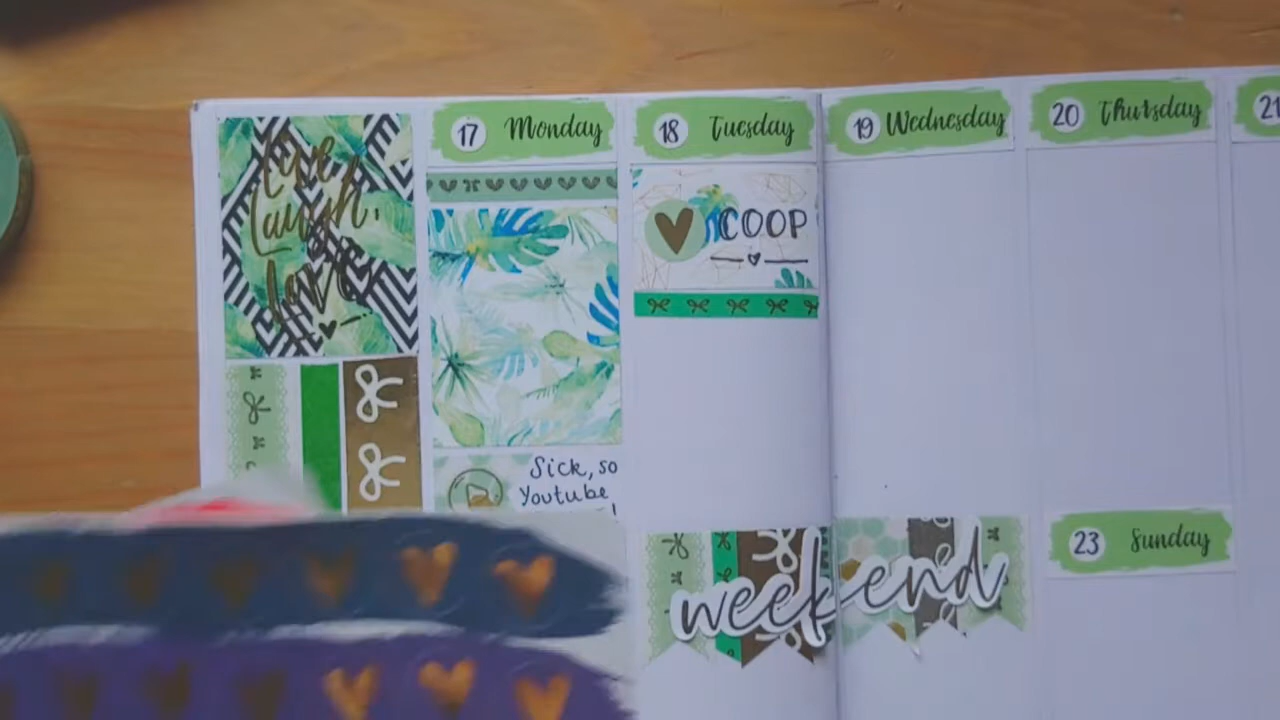 Live
Laugh,
love
17 Monday
18 Tuesday
19 Wednesday
20 Thursday
21
COOP
Sick, so
Youtube
weekend
23 Sunday